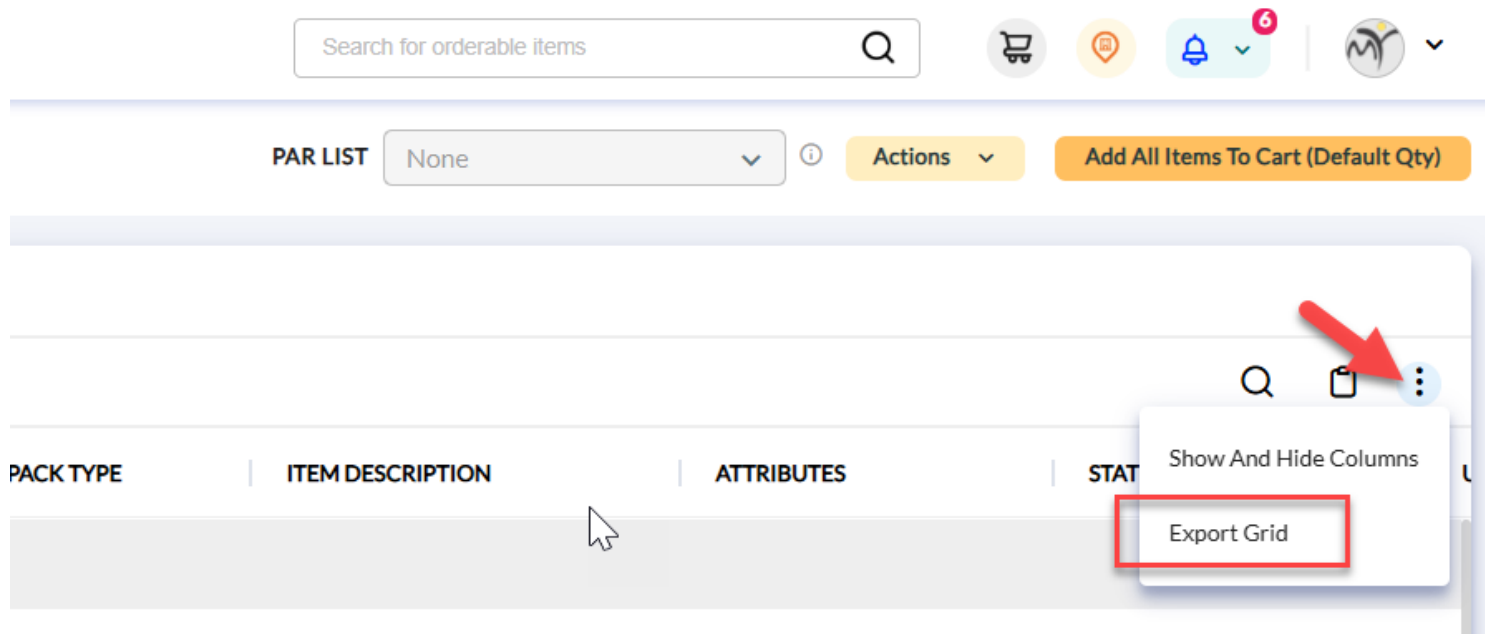 Search for orderable items
6
PAR LIST
None
Actions
Add All Items To Cart (Default Qty)
Show And Hide Columns
PACK TYPE
ITEM DESCRIPTION
ATTRIBUTES
STAT
Export Grid